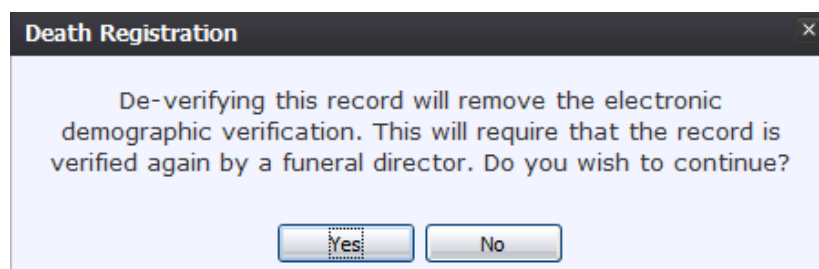 Death Registration
De-verifying this record will remove the electronic
demographic verification. This will require that the record is
verified again by a funeral director. Do you wish to continue?
Yes No